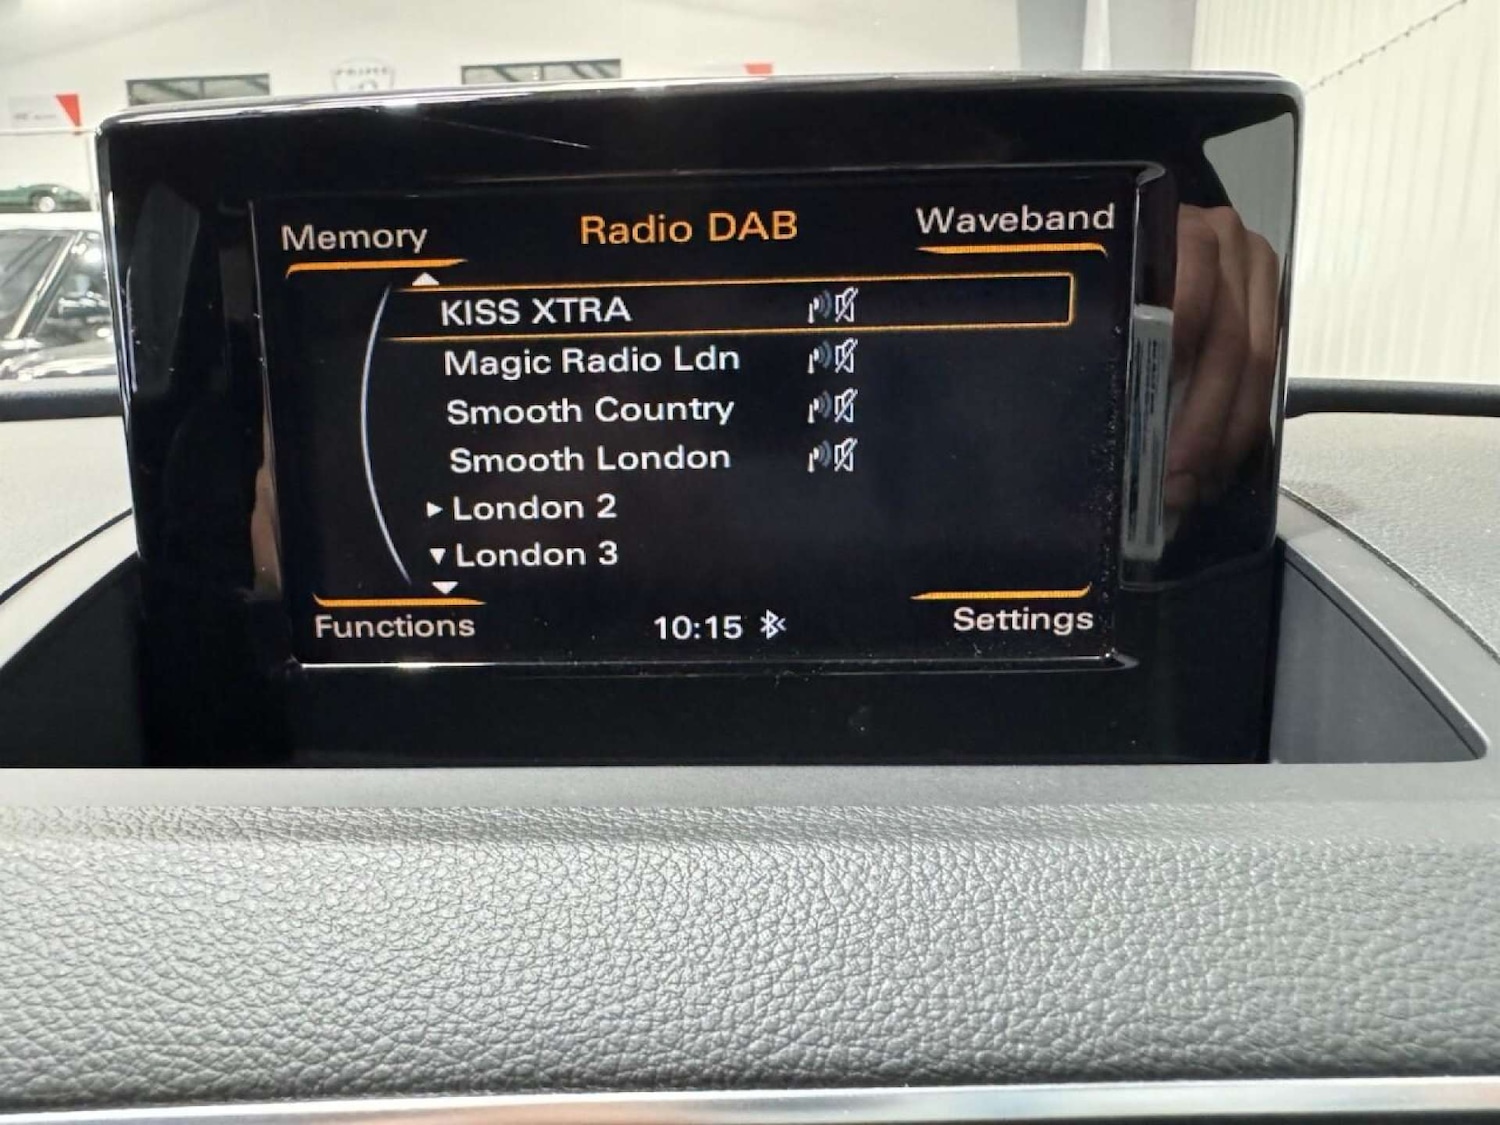 PRIME
Memory
Radio DAB
Waveband
KISS XTRA
Magic Radio Ldn
Smooth Country
Smooth London
London 2
London 3
Functions
10:15
Settings